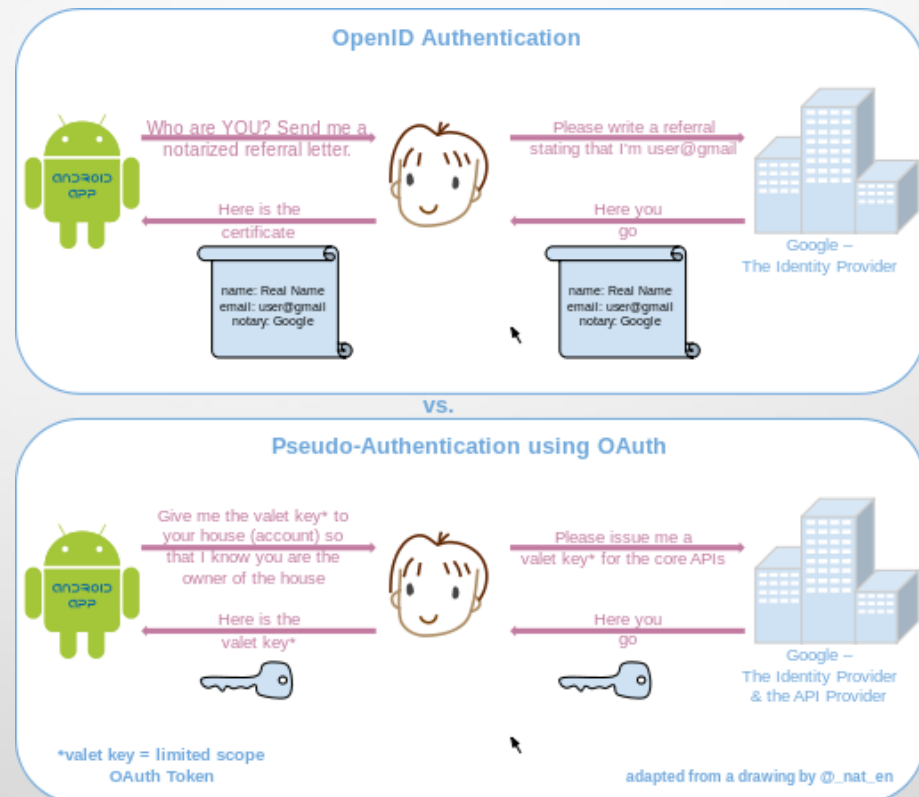 OpenID Authentication
Who are YOU? Send me a
notarized referral letter.
Please write a referral
stating that I'm user@gmail
ANDROID
APP
Here is the
certificate
Here you
go
Google –
The Identity Provider
name: Real Name
email: user@gmail
notary: Google
name: Real Name
email: user@gmail
notary: Google
vs.
Pseudo-Authentication using OAuth
Give me the valet key* to
your house (account) so
that I know you are the
owner of the house
Please issue me a
valet key* for the core APIs
ANDROID
APP
Here is the
valet key*
Here you
go
Google –
The Identity Provider
& the API Provider
*valet key = limited scope
OAuth Token
adapted from a drawing by @_nat_en